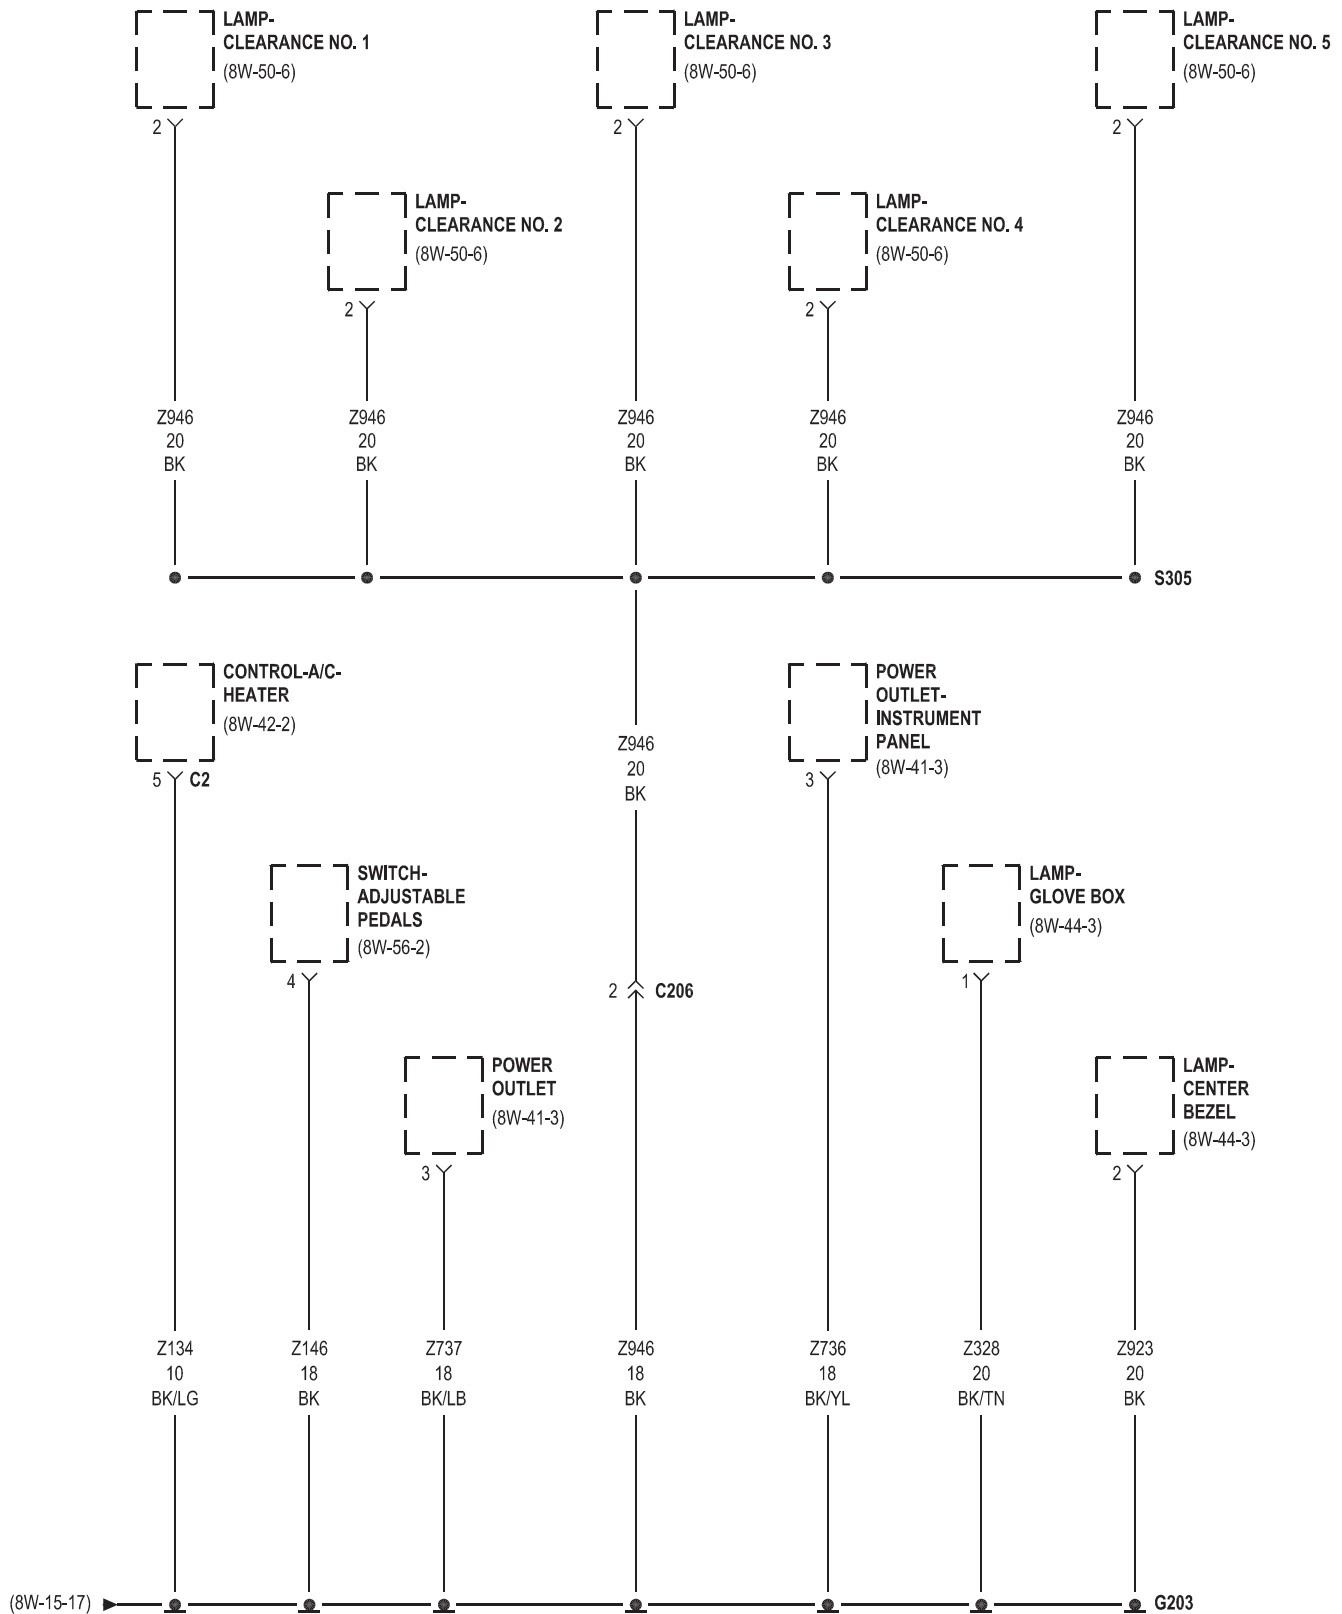 LAMP-
CLEARANCE NO. 1
(8W-50-6)
2
LAMP-
CLEARANCE NO. 3
(8W-50-6)
2
LAMP-
CLEARANCE NO. 5
(8W-50-6)
2
LAMP-
CLEARANCE NO. 2
(8W-50-6)
2
LAMP-
CLEARANCE NO. 4
(8W-50-6)
2
Z946
20
BK
Z946
20
BK
Z946
20
BK
Z946
20
BK
Z946
20
BK
S305
CONTROL-A/C-
HEATER
(8W-42-2)
5
C2
Z946
20
BK
POWER
OUTLET-
INSTRUMENT
PANEL
(8W-41-3)
3
SWITCH-
ADJUSTABLE
PEDALS
(8W-56-2)
4
LAMP-
GLOVE BOX
(8W-44-3)
1
2
C206
POWER
OUTLET
(8W-41-3)
3
LAMP-
CENTER
BEZEL
(8W-44-3)
2
Z134
10
BK/LG
Z146
18
BK
Z737
18
BK/LB
Z946
18
BK
Z736
18
BK/YL
Z328
20
BK/TN
Z923
20
BK
(8W-15-17)
G203